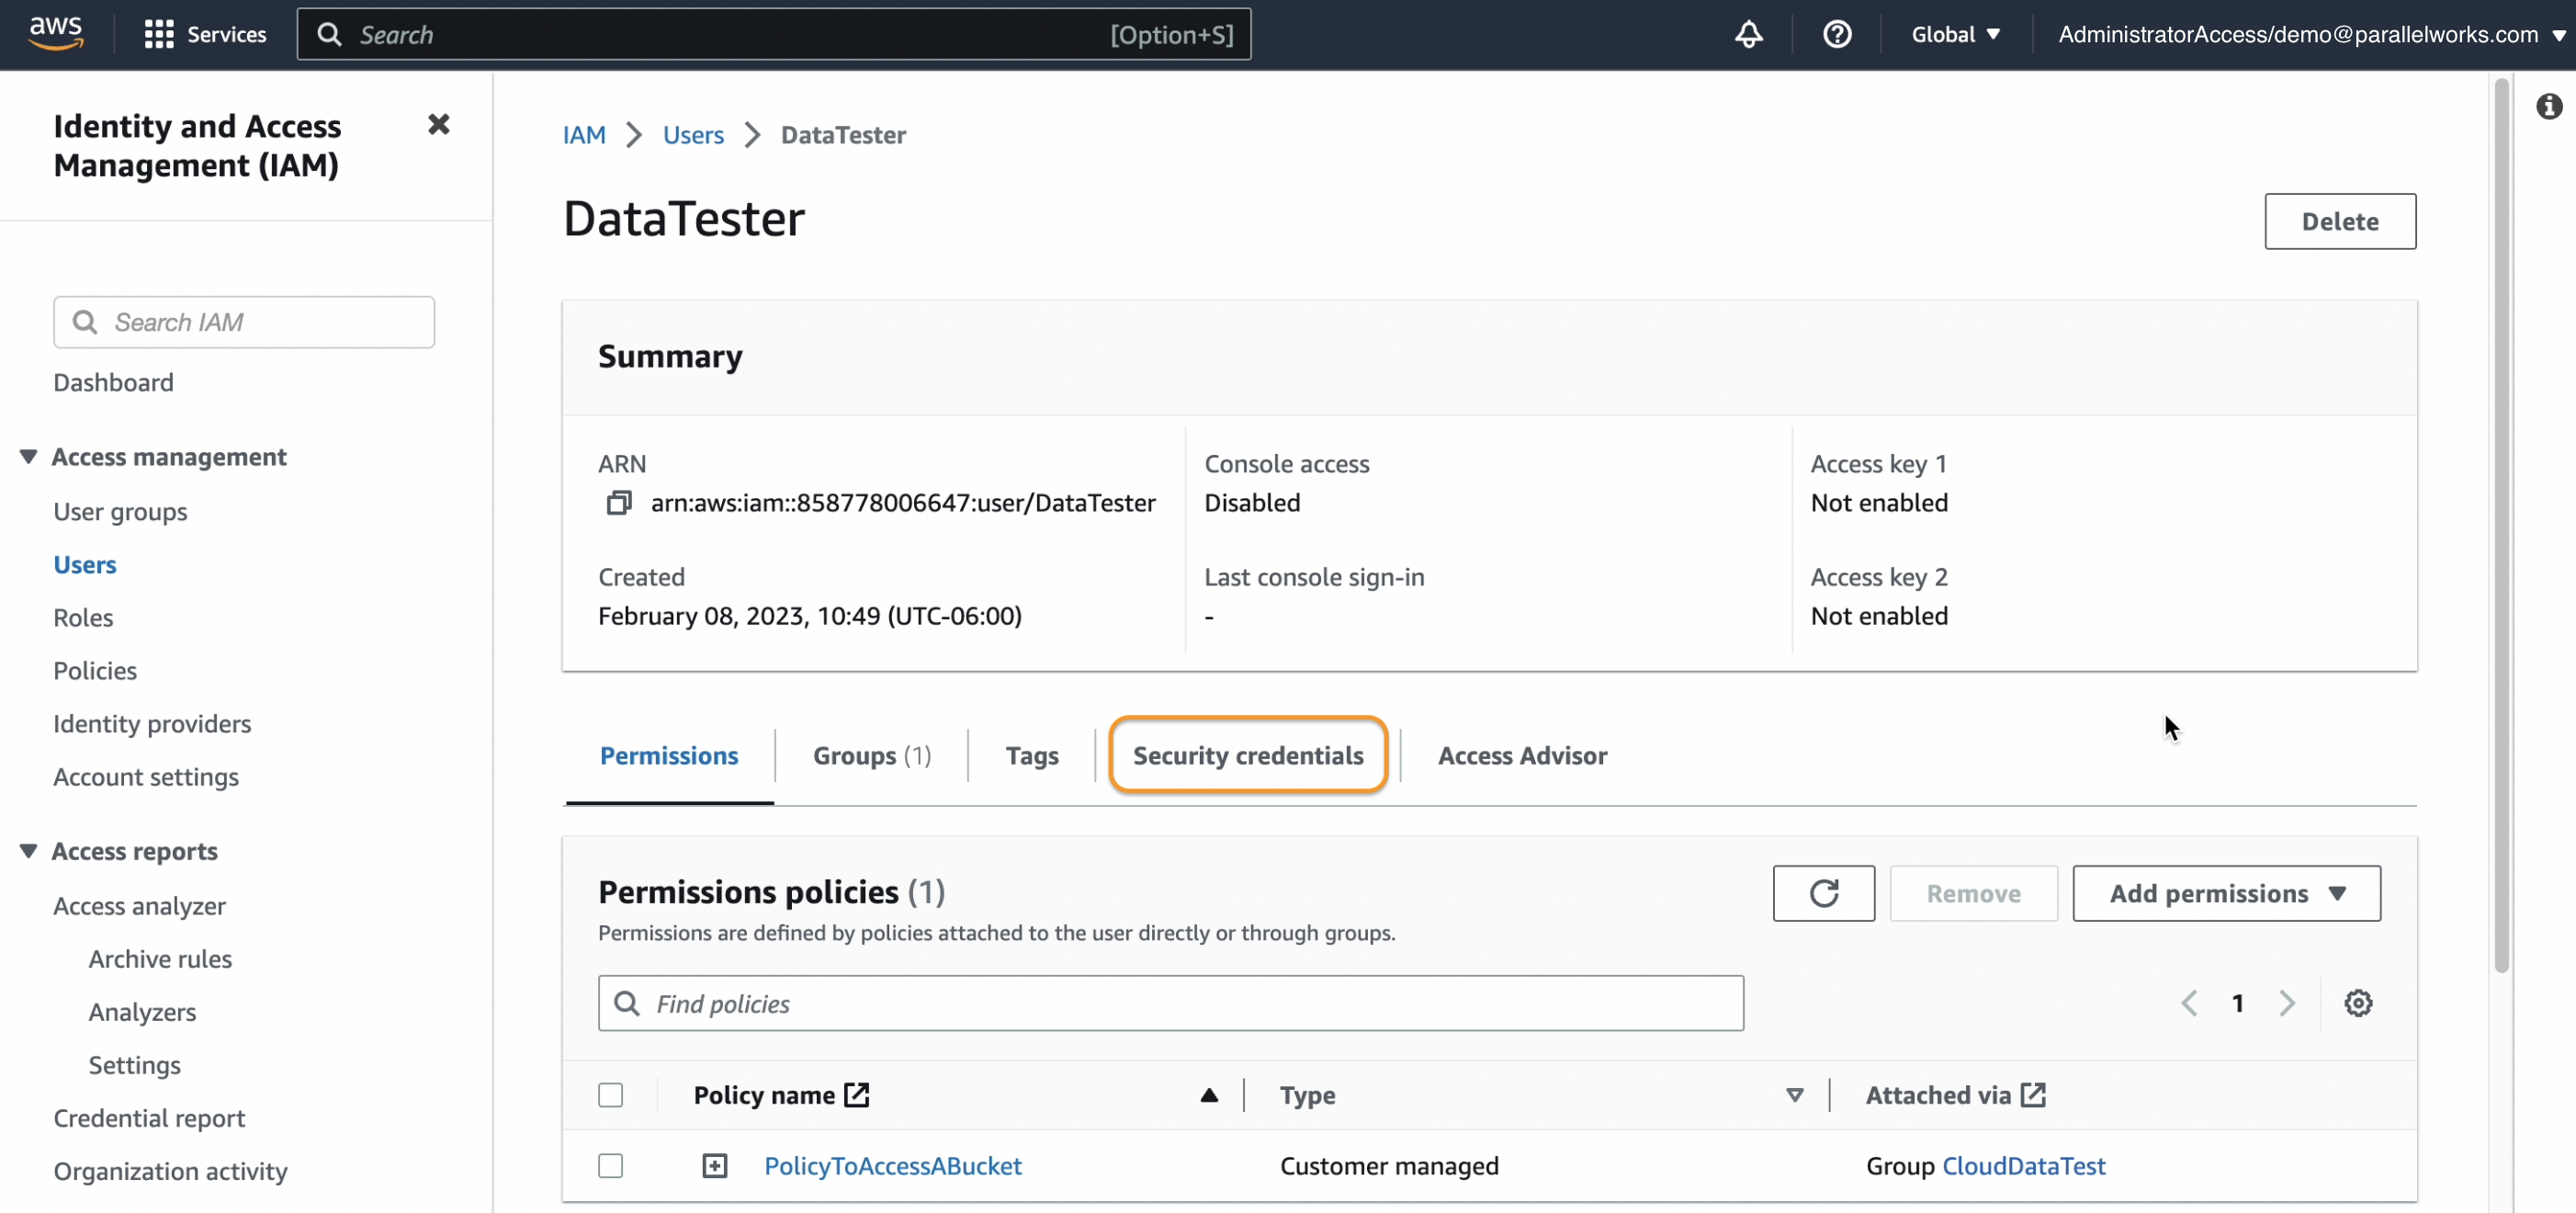 aws
Services
Search
[Option+S]
Global
AdministratorAccess/demo@parallelworks.com
Identity and Access
Management (IAM)
Search IAM
Dashboard
Access management
User groups
Users
Roles
Policies
Identity providers
Account settings
Access reports
Access analyzer
Archive rules
Analyzers
Settings
Credential report
Organization activity
IAM > Users > DataTester
DataTester
Delete
Summary
ARN
arn:aws:iam::858778006647:user/DataTester
Created
February 08, 2023, 10:49 (UTC-06:00)
Console access
Disabled
Last console sign-in
-
Access key 1
Not enabled
Access key 2
Not enabled
Permissions
Groups (1)
Tags
Security credentials
Access Advisor
Permissions policies (1)
Permissions are defined by policies attached to the user directly or through groups.
Remove
Add permissions
Find policies
1
Policy name
Type
Attached via
PolicyToAccessABucket
Customer managed
Group CloudDataTest